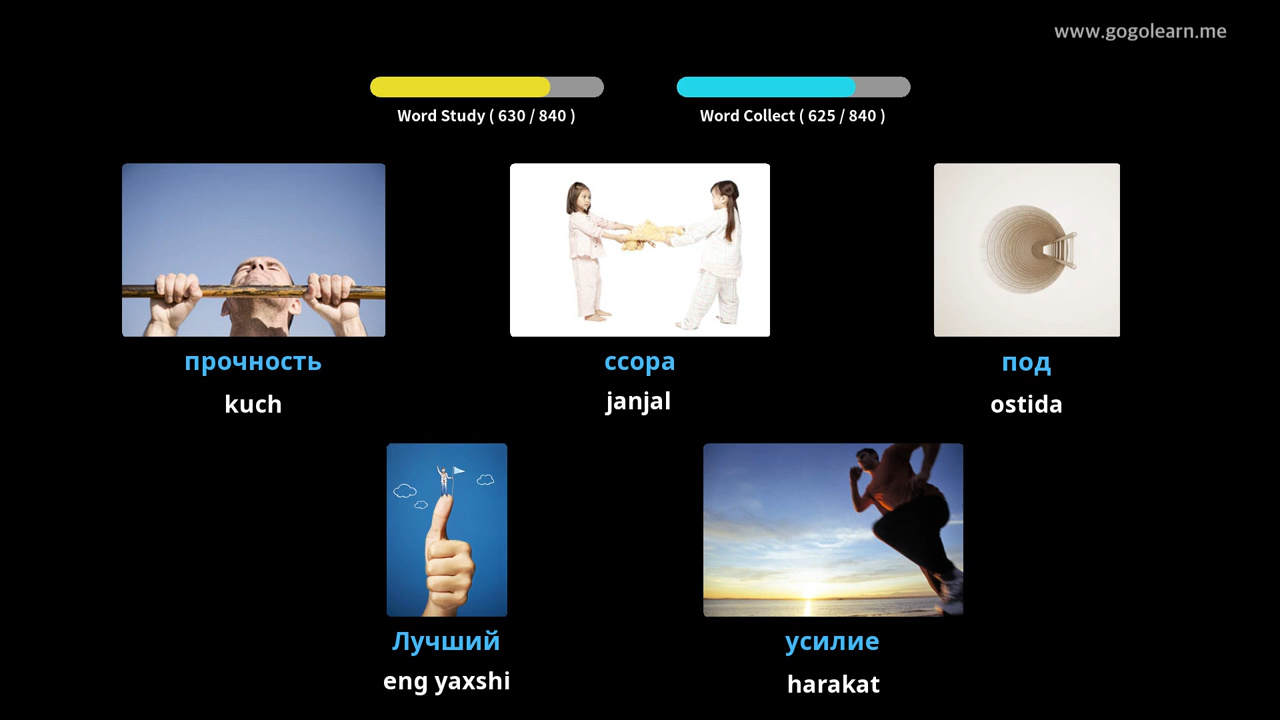 www.gogolearn.me
Word Study ( 630 / 840 )
Word Collect ( 625 / 840 )
прочность
kuch
ссора
janjal
под
ostida
Лучший
eng yaxshi
усилие
harakat